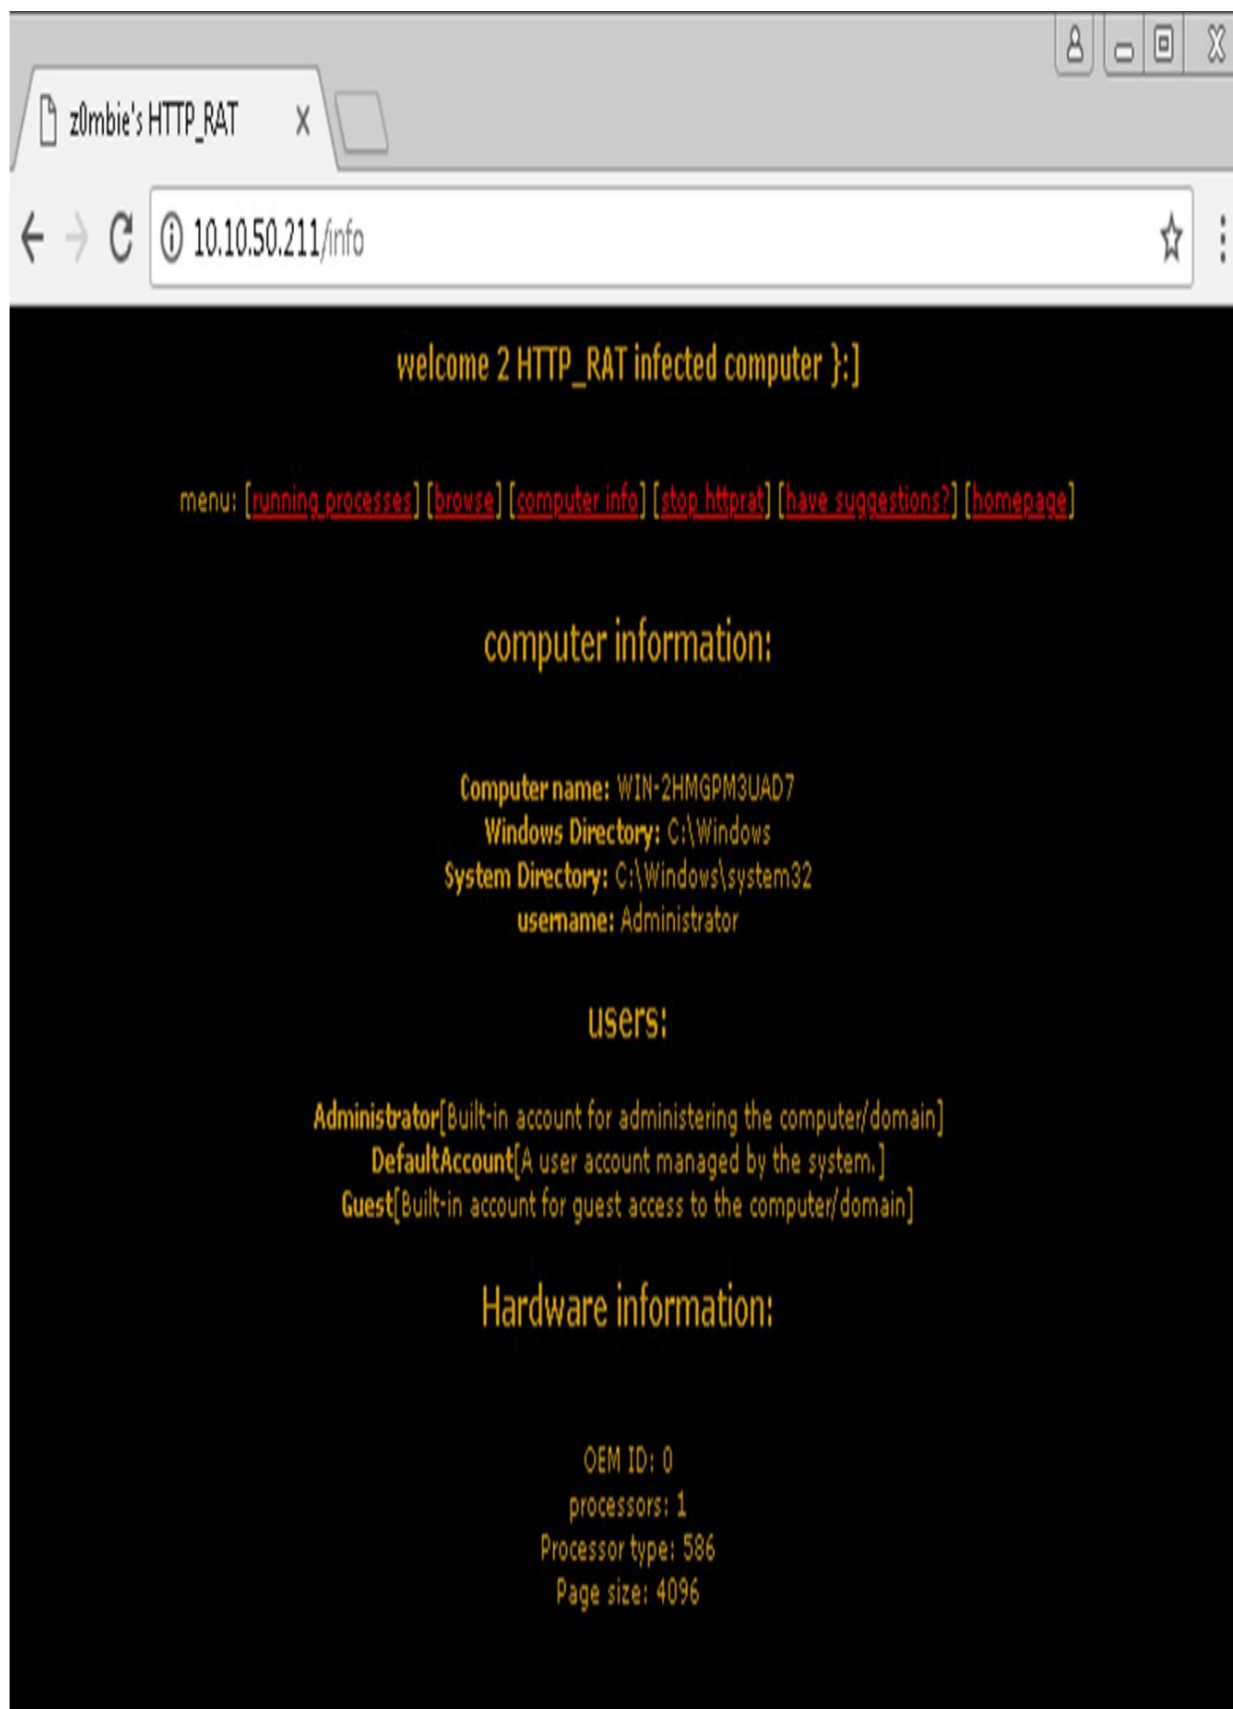 z0mbie's HTTP_RAT
10.10.50.211/info
welcome 2 HTTP_RAT infected computer }:]
menu: [running processes] [browse] [computer info] [stop httprat] [have suggestions?] [homepage]
computer information:
Computer name: WIN-2HMGPM3UAD7
Windows Directory: C:\Windows
System Directory: C:\Windows\system32
username: Administrator
users:
Administrator[Built-in account for administering the computer/domain]
DefaultAccount[A user account managed by the system.]
Guest[Built-in account for guest access to the computer/domain]
Hardware information:
OEM ID: 0
processors: 1
Processor type: 586
Page size: 4096